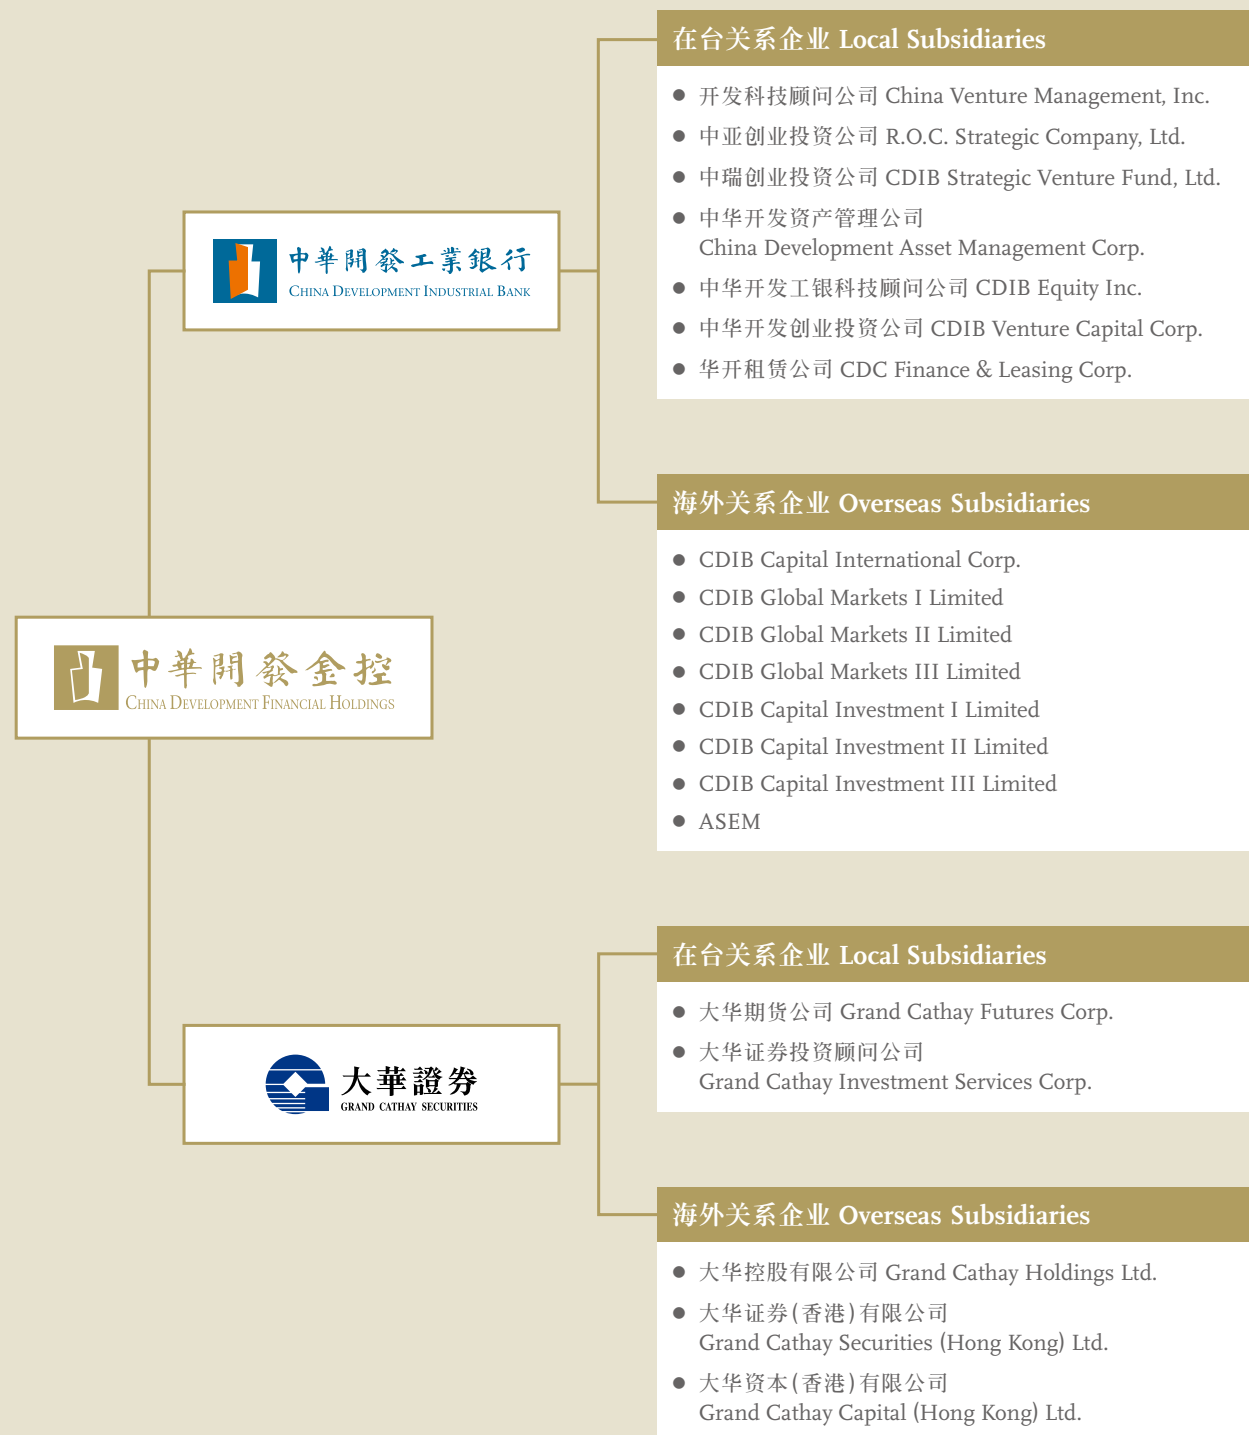 在台关系企业 Local Subsidiaries
开发科技顾问公司 China Venture Management, Inc.
中亚创业投资公司 R.O.C. Strategic Company, Ltd.
中瑞创业投资公司 CDIB Strategic Venture Fund, Ltd.
中华开发资产管理公司
China Development Asset Management Corp.
中华开发工银科技顾问公司 CDIB Equity Inc.
中华开发创业投资公司 CDIB Venture Capital Corp.
华开租赁公司 CDC Finance & Leasing Corp.
中華開發工業銀行
CHINA DEVELOPMENT INDUSTRIAL BANK
海外关系企业 Overseas Subsidiaries
CDIB Capital International Corp.
CDIB Global Markets I Limited
CDIB Global Markets II Limited
CDIB Global Markets III Limited
CDIB Capital Investment I Limited
CDIB Capital Investment II Limited
CDIB Capital Investment III Limited
ASEM
中華開發金控
CHINA DEVELOPMENT FINANCIAL HOLDINGS
在台关系企业 Local Subsidiaries
大华期货公司 Grand Cathay Futures Corp.
大华证券投资顾问公司
Grand Cathay Investment Services Corp.
大華證券
GRAND CATHAY SECURITIES
海外关系企业 Overseas Subsidiaries
大华控股有限公司 Grand Cathay Holdings Ltd.
大华证券(香港)有限公司
Grand Cathay Securities (Hong Kong) Ltd.
大华资本(香港)有限公司
Grand Cathay Capital (Hong Kong) Ltd.